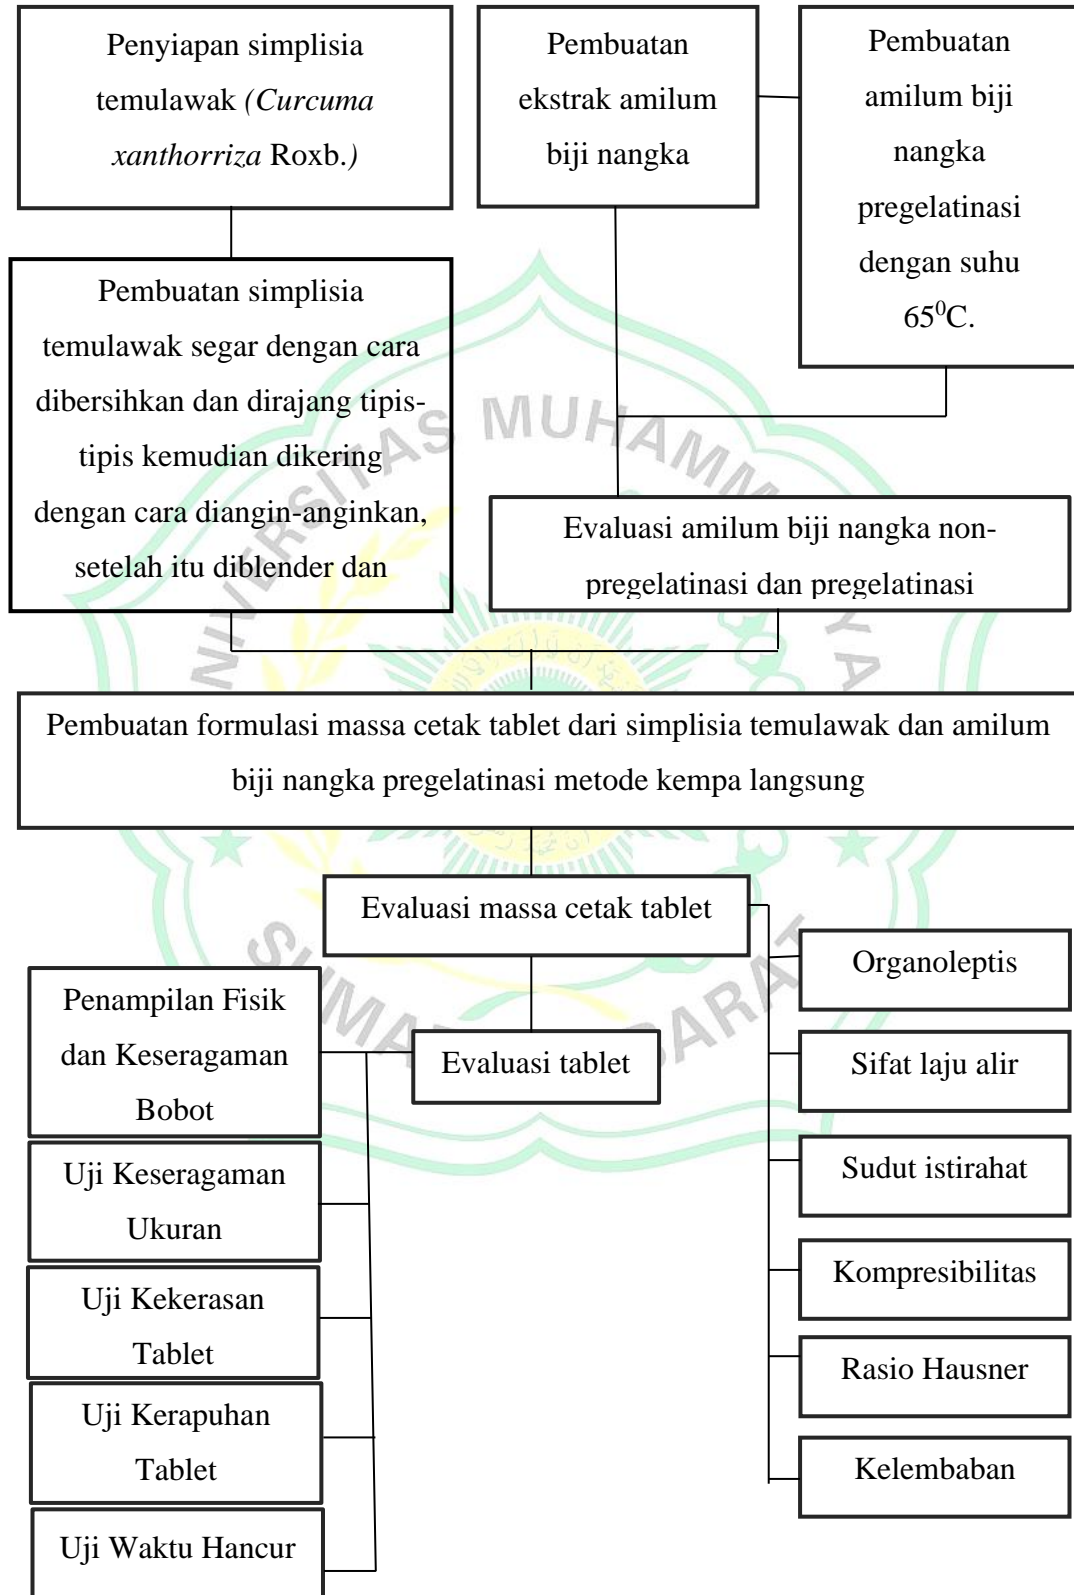 Penyiapan simplisia
temulawak (Curcuma
xanthorriza Roxb.)
Pembuatan
ekstrak amilum
biji nangka
Pembuatan
amilum biji
nangka
pregelatinasi
dengan suhu
65⁰C.
Pembuatan simplisia
temulawak segar dengan cara
dibersihkan dan dirajang tipis-
tipis kemudian dikering
dengan cara diangin-anginkan,
setelah itu diblender dan
Evaluasi amilum biji nangka non-
pregelatinasi dan pregelatinasi
Pembuatan formulasi massa cetak tablet dari simplisia temulawak dan amilum
biji nangka pregelatinasi metode kempa langsung
Evaluasi massa cetak tablet
Organoleptis
Sifat laju alir
Sudut istirahat
Kompresibilitas
Rasio Hausner
Kelembaban
Evaluasi tablet
Penampilan Fisik
dan Keseragaman
Bobot
Uji Keseragaman
Ukuran
Uji Kekerasan
Tablet
Uji Kerapuhan
Tablet
Uji Waktu Hancur